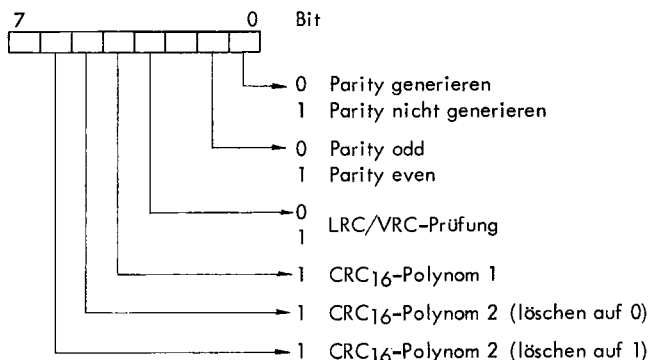 7 0 Bit
0 Parity generieren
1 Parity nicht generieren
0 Parity odd
1 Parity even
0
1 LRC/VRC-Prüfung
1 CRC16-Polynom 1
1 CRC16-Polynom 2 (löschen auf 0)
1 CRC16-Polynom 2 (löschen auf 1)